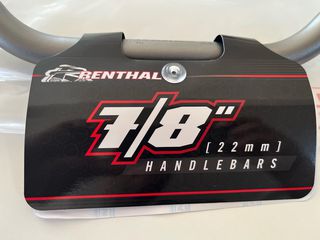 RENTHAL
7/8"
[22mm]
HANDLEBARS